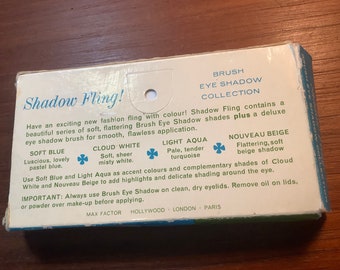 Shadow Fling!
BRUSH
EYE SHADOW
COLLECTION
Have an exciting new fashion fling with colour! Shadow Fling contains a
beautiful series of soft, flattering Brush Eye Shadow shades plus a deluxe
eye shadow brush for smooth, flawless application.
SOFT BLUE
Luscious, lovely
pastel blue.
CLOUD WHITE
Soft, sheer
misty white.
LIGHT AQUA
Pale, tender
turquoise
NOUVEAU BEIGE
Flattering, soft
beige shadow
Use Soft Blue and Light Aqua as accent colours and complementary shades of Cloud
White and Nouveau Beige to add highlights and delicate shading around the eye.
IMPORTANT: Always use Brush Eye Shadow on clean, dry eyelids. Remove oil on lids,
or powder over make-up before applying.
MAX FACTOR HOLLYWOOD - LONDON - PARIS